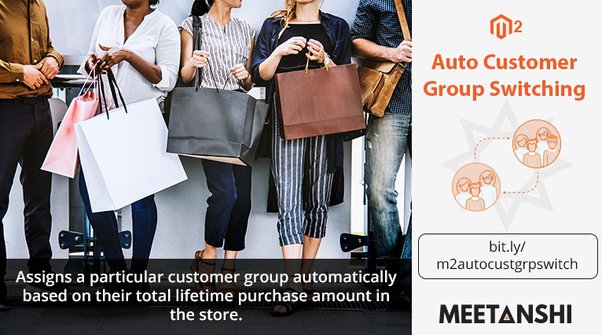 2
Auto Customer
Group Switching
bit.ly/
m2autocustgrpswitch
MEETANSHI
Assigns a particular customer group automatically
based on their total lifetime purchase amount in
the store.